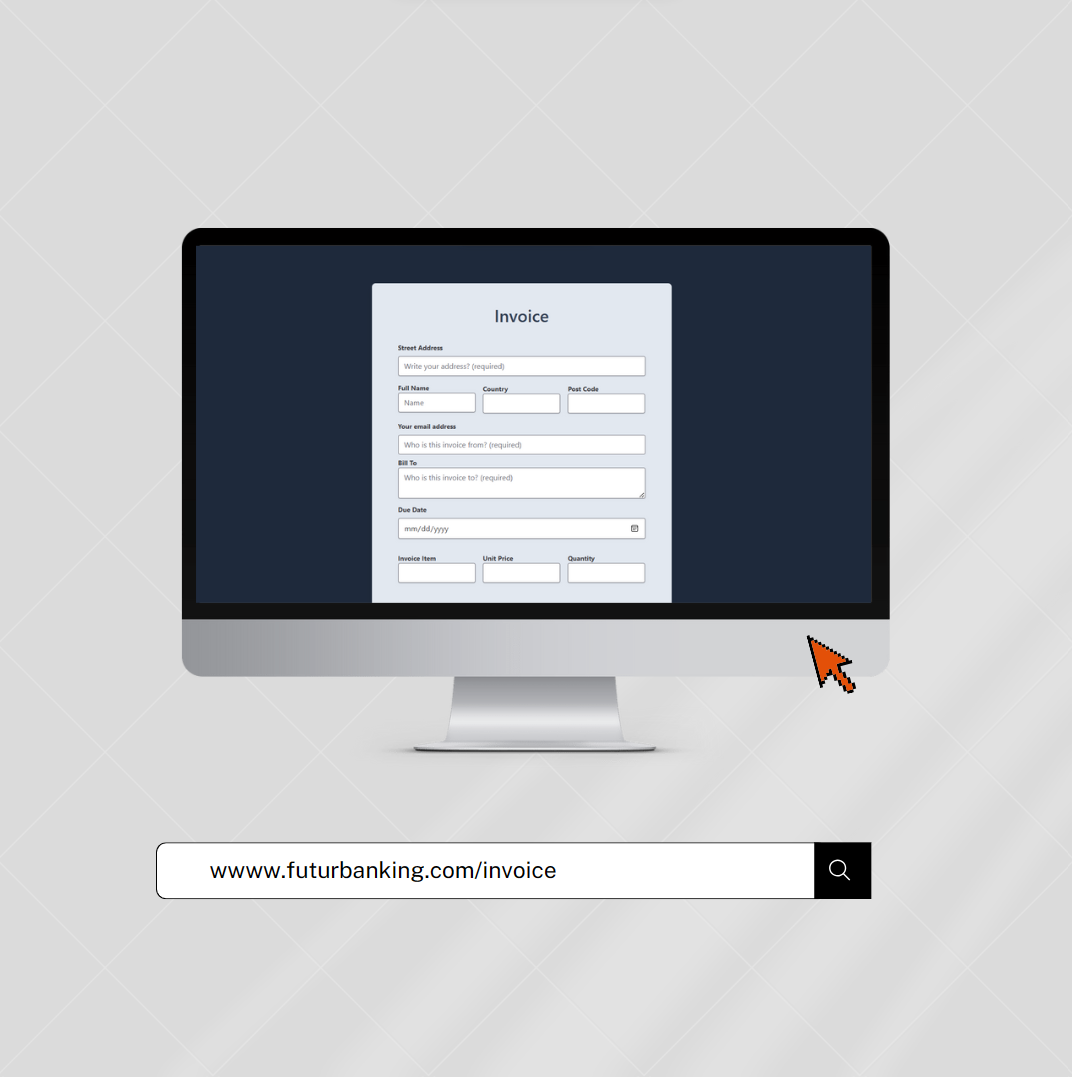 Invoice
Street Address
Write your address? (required)
Full Name Country Post Code
Name
Your email address
Who is this invoice from? (required)
Bill To
Who is this invoice to? (required)
Due Date
mm/dd/yyyy
Invoice Item Unit Price Quantity
wwww.futurbanking.com/invoice